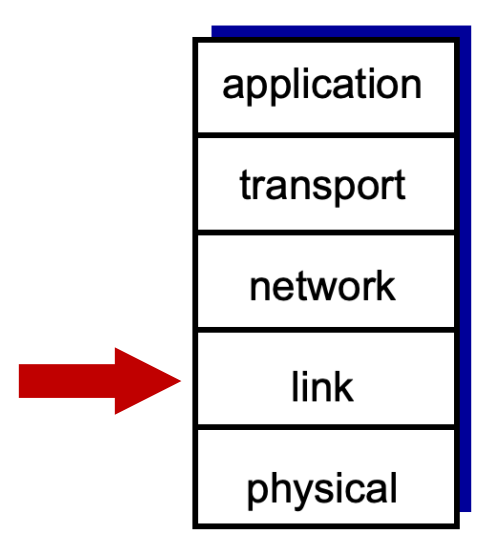 application
transport
network
link
physical